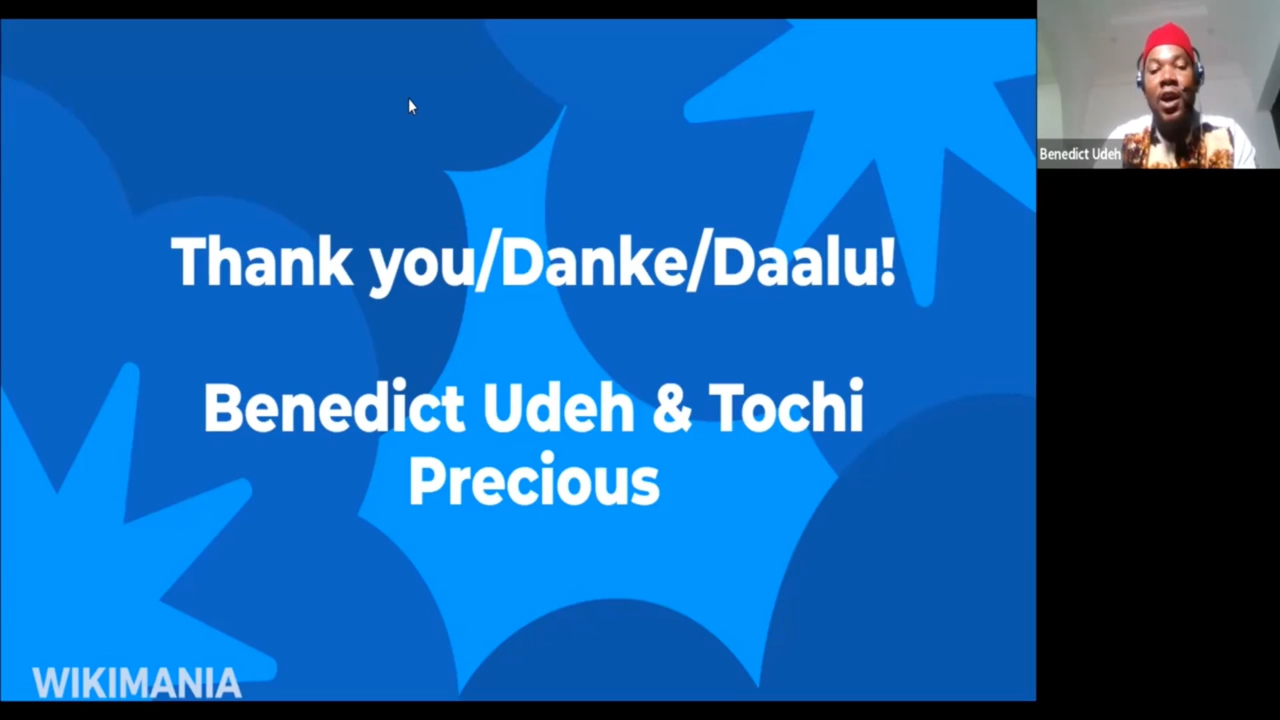 Thank you/Danke/Daalu!
Benedict Udeh & Tochi
Precious
WIKIMANIA
Benedict Udeh